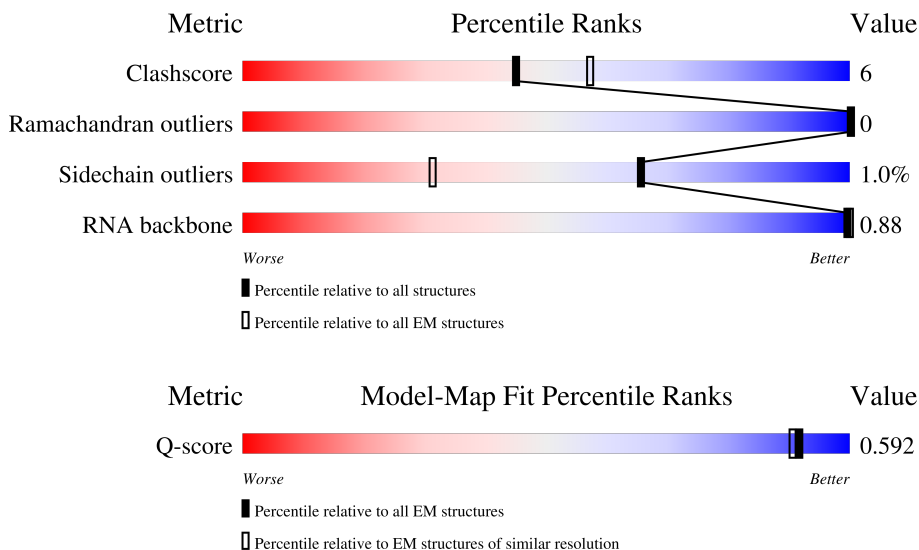 Metric Percentile Ranks Value
Clashscore 6
Ramachandran outliers 0
Sidechain outliers 1.0%
RNA backbone 0.88
Worse Better
Percentile relative to all structures
Percentile relative to all EM structures
Metric Model-Map Fit Percentile Ranks Value
Q-score 0.592
Worse Better
Percentile relative to all EM structures
Percentile relative to EM structures of similar resolution